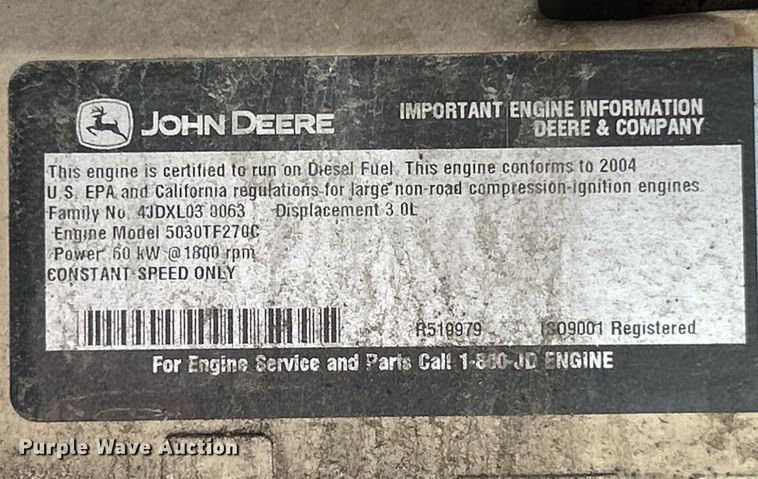 JOHN DEERE
IMPORTANT ENGINE INFORMATION
DEERE & COMPANY
This engine is certified to run on Diesel Fuel. This engine conforms to 2004
U.S. EPA and California regulations for large non-road compression-ignition engines.
Family No. 4JDXL03.0063 Displacement 3.0L
Engine Model 5030TF270C
Power 60 kW @1800 rpm
CONSTANT SPEED ONLY
R518979 ISO9001 Registered
For Engine Service and Parts Call 1-800-JD ENGINE
Purple Wave Auction